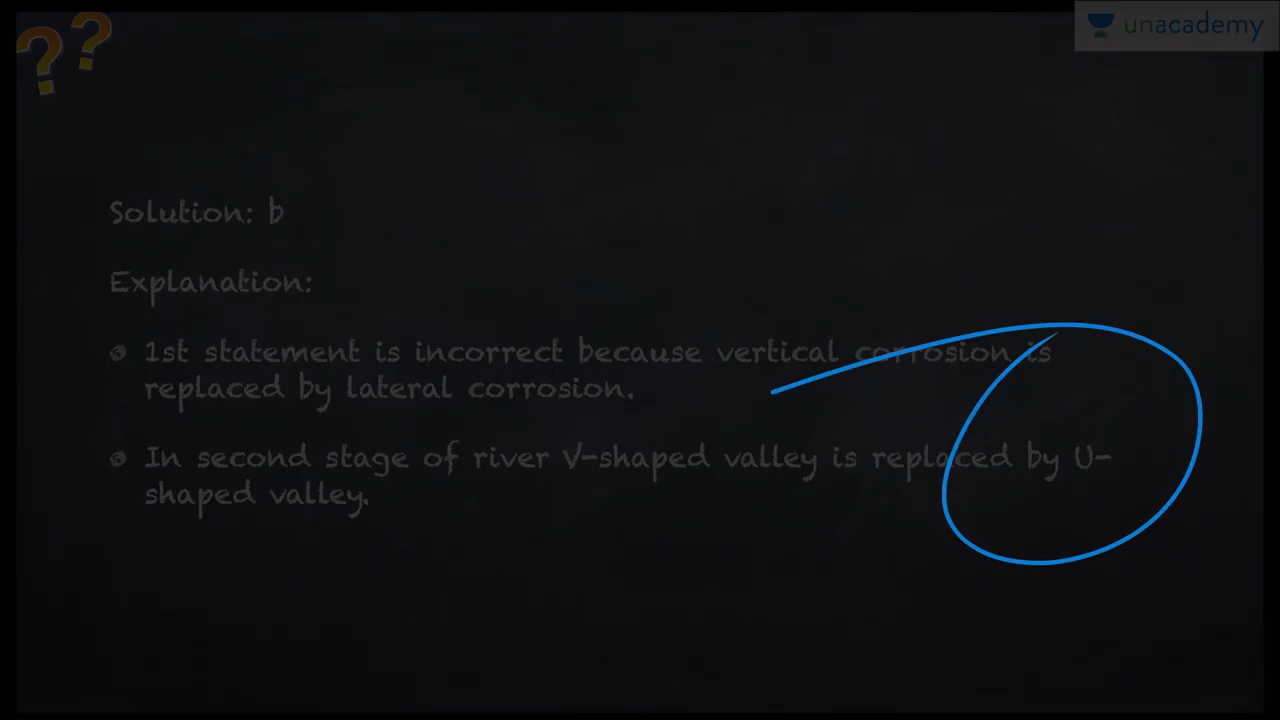 unacademy
Solution: b
Explanation:
1st statement is incorrect because vertical corrosion is
replaced by lateral corrosion.
In second stage of river V-shaped valley is replaced by U-
shaped valley.